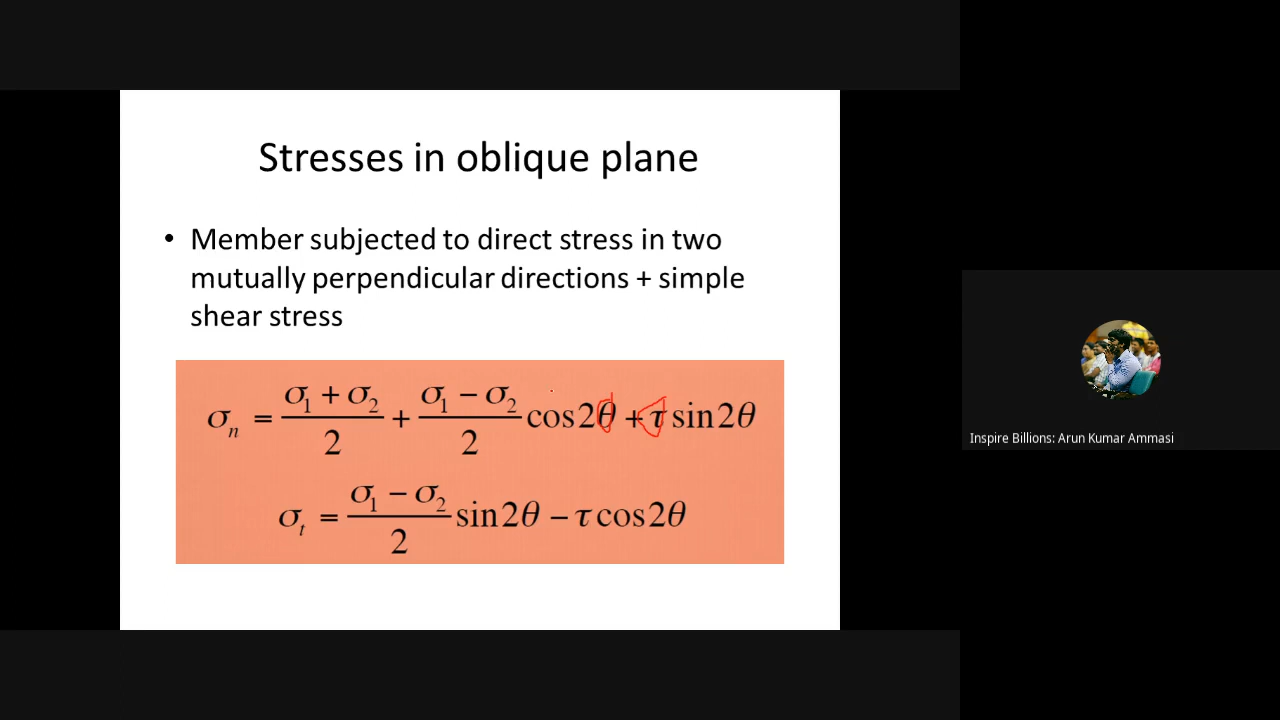 Stresses in oblique plane
• Member subjected to direct stress in two
mutually perpendicular directions + simple
shear stress
σₙ = (σ₁ + σ₂)/2 + (σ₁ − σ₂)/2 cos2θ + τ sin2θ
σₜ = (σ₁ − σ₂)/2 sin2θ − τ cos2θ
Inspire Billions: Arun Kumar Ammasi